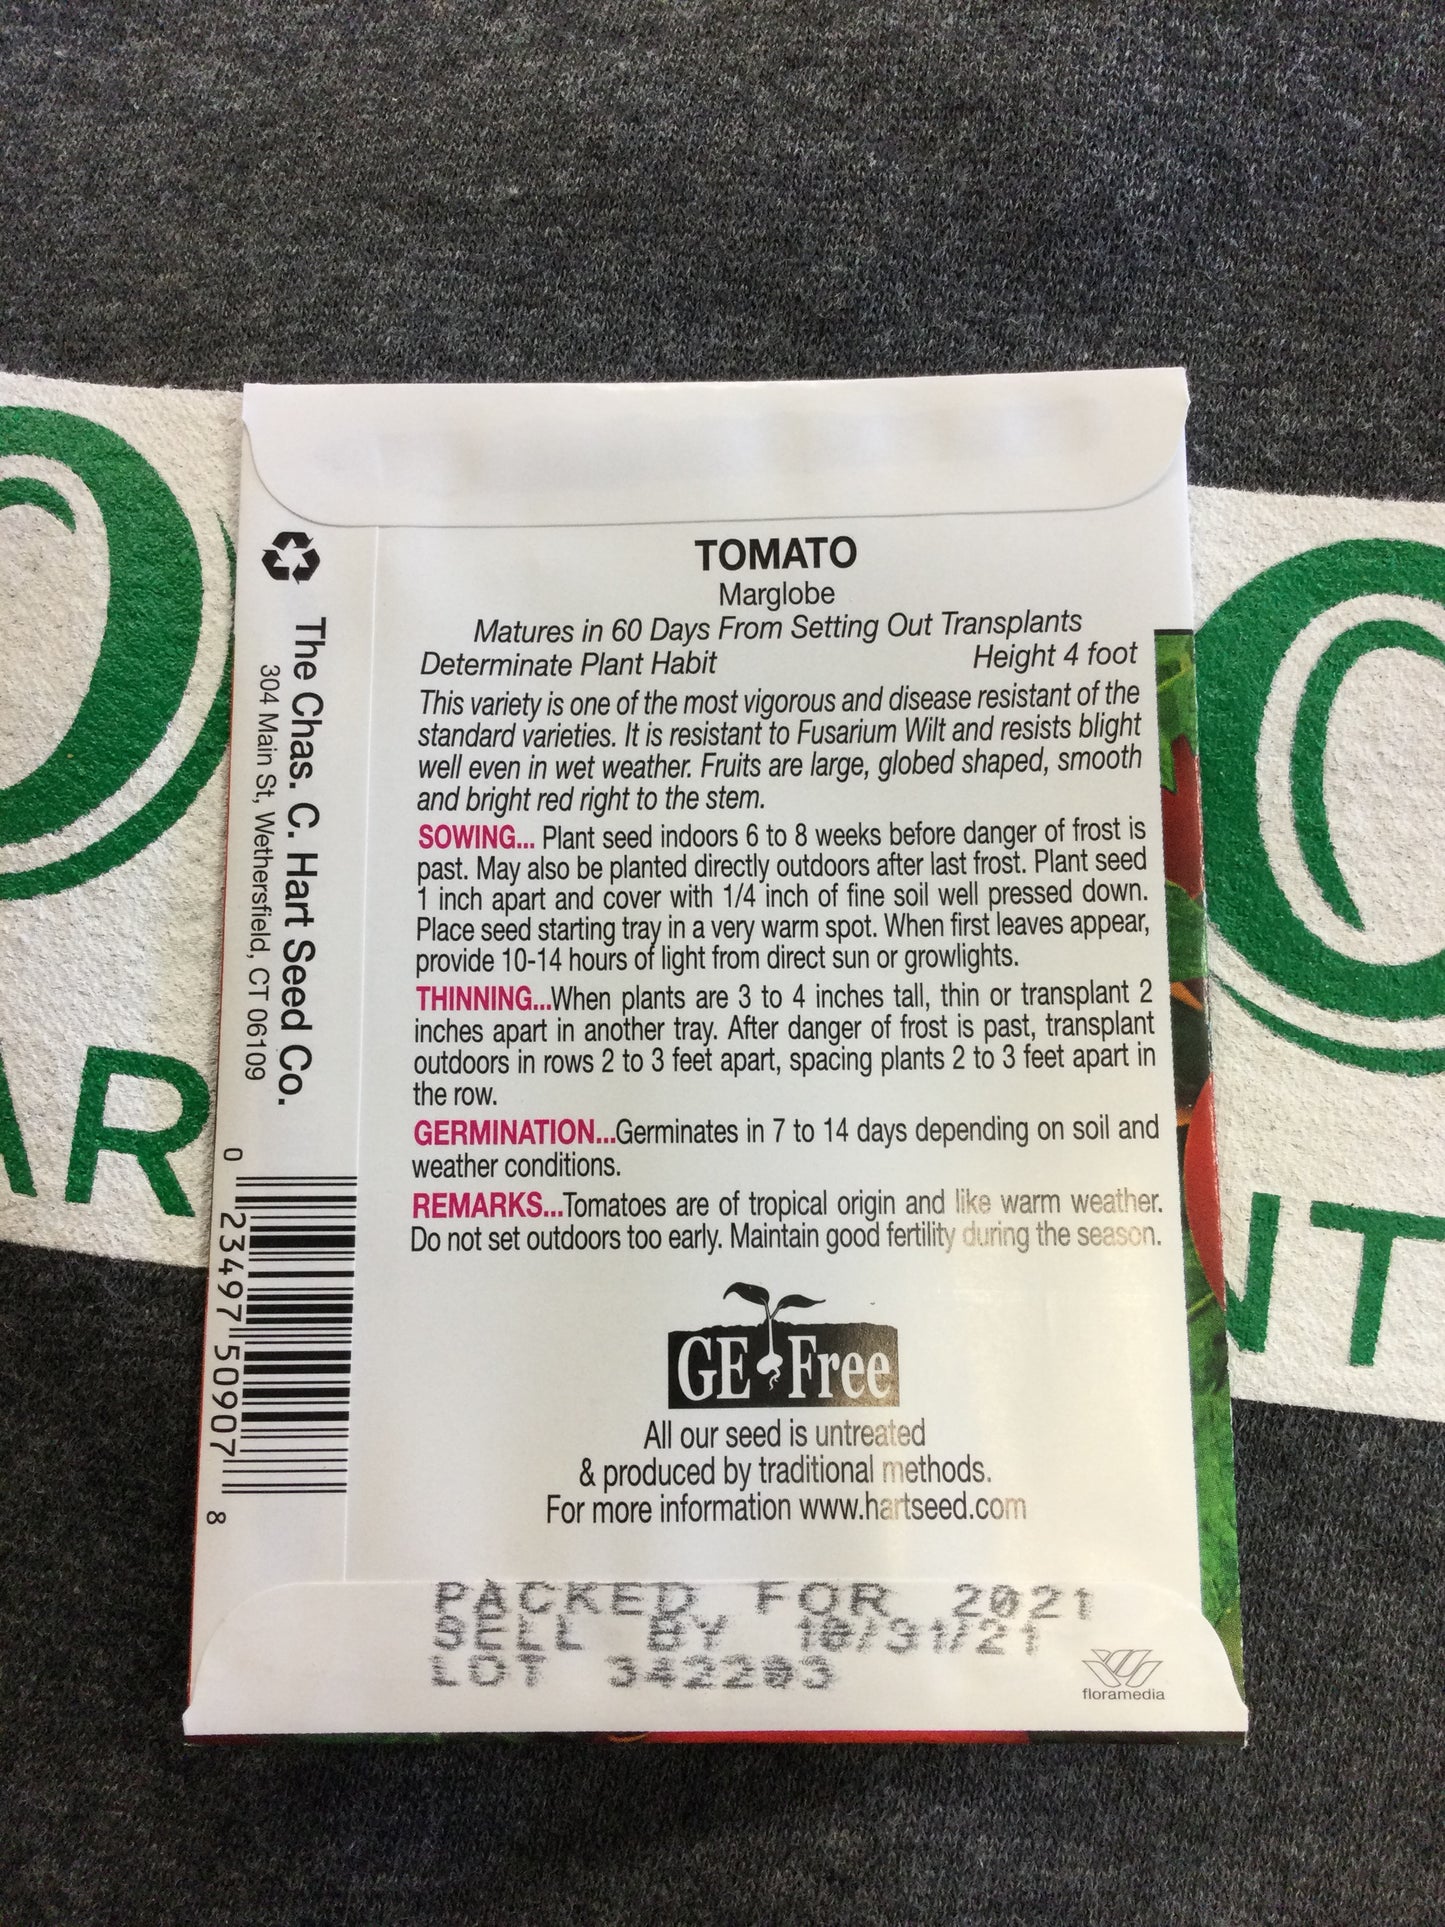 TOMATO
Marglobe
Matures in 60 Days From Setting Out Transplants
Determinate Plant Habit Height 4 foot
This variety is one of the most vigorous and disease resistant of the
standard varieties. It is resistant to Fusarium Wilt and resists blight
well even in wet weather. Fruits are large, globed shaped, smooth
and bright red right to the stem.
SOWING... Plant seed indoors 6 to 8 weeks before danger of frost is
past. May also be planted directly outdoors after last frost. Plant seed
1 inch apart and cover with 1/4 inch of fine soil well pressed down.
Place seed starting tray in a very warm spot. When first leaves appear,
provide 10-14 hours of light from direct sun or growlights.
THINNING...When plants are 3 to 4 inches tall, thin or transplant 2
inches apart in another tray. After danger of frost is past, transplant
outdoors in rows 2 to 3 feet apart, spacing plants 2 to 3 feet apart in
the row.
GERMINATION...Germinates in 7 to 14 days depending on soil and
weather conditions.
REMARKS...Tomatoes are of tropical origin and like warm weather.
Do not set outdoors too early. Maintain good fertility during the season.
GE Free
All our seed is untreated
& produced by traditional methods.
For more information www.hartseed.com
PACKED FOR 2021
SELL BY 10/31/21
LOT 342203
floramedia
The Chas. C. Hart Seed Co.
304 Main St, Wethersfield, CT 06109
0 23497 50907 8
AR
NT